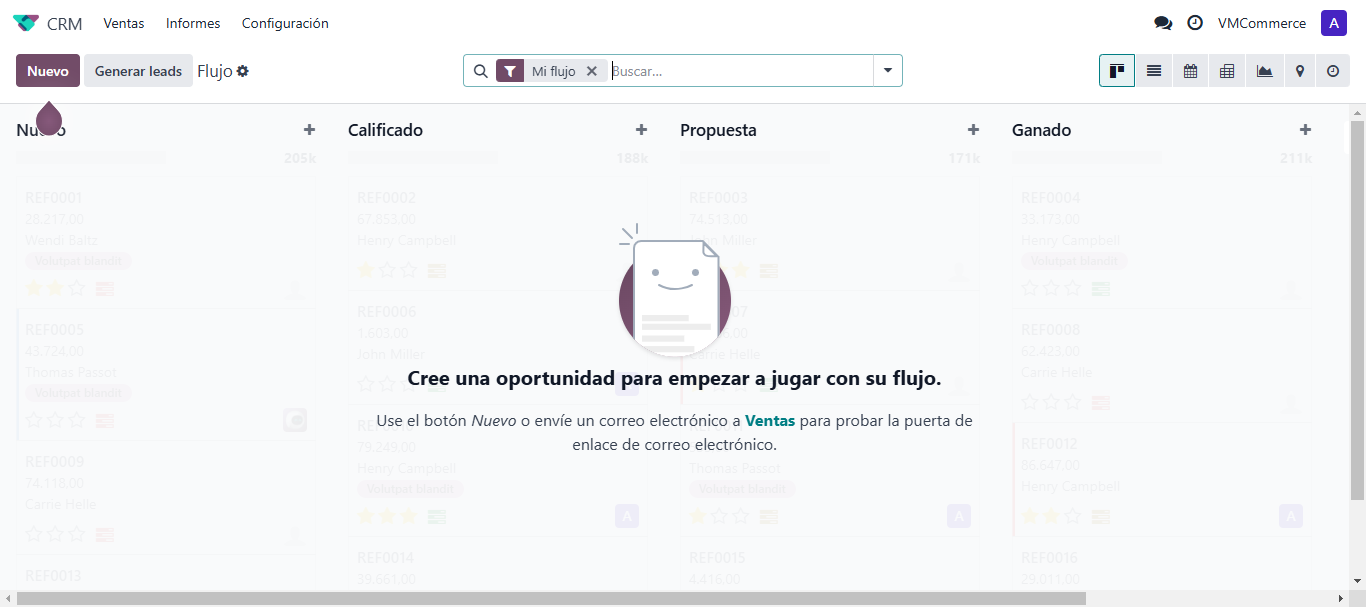 CRM Ventas Informes Configuración VMCommerce A
Nuevo Generar leads Flujo Mi flujo Buscar...
Calificado Propuesta Ganado
205k 188k 171k 211k
REF0001 REF0002 REF0003 REF0004
28,217.00 67,853.00 74,513.00 33,173.00
Wendi Baltz Henry Campbell John Miller Henry Campbell
Volutpat blandit Volutpat blandit
REF0005 REF0006 REF0008
43,724.00 1,603.00 62,423.00
Thomas Passot John Miller Carrie Helle Carrie Helle
Volutpat blandit
Cree una oportunidad para empezar a jugar con su flujo.
Use el botón Nuevo o envíe un correo electrónico a Ventas para probar la puerta de
enlace de correo electrónico.
REF0009 REF0012
74,118.00 79,249.00 86,647.00
Carrie Helle Henry Campbell Thomas Passot Henry Campbell
Volutpat blandit Volutpat blandit
A A A
REF0013 REF0014 REF0015 REF0016
39,661.00 4,416.00 29,011.00